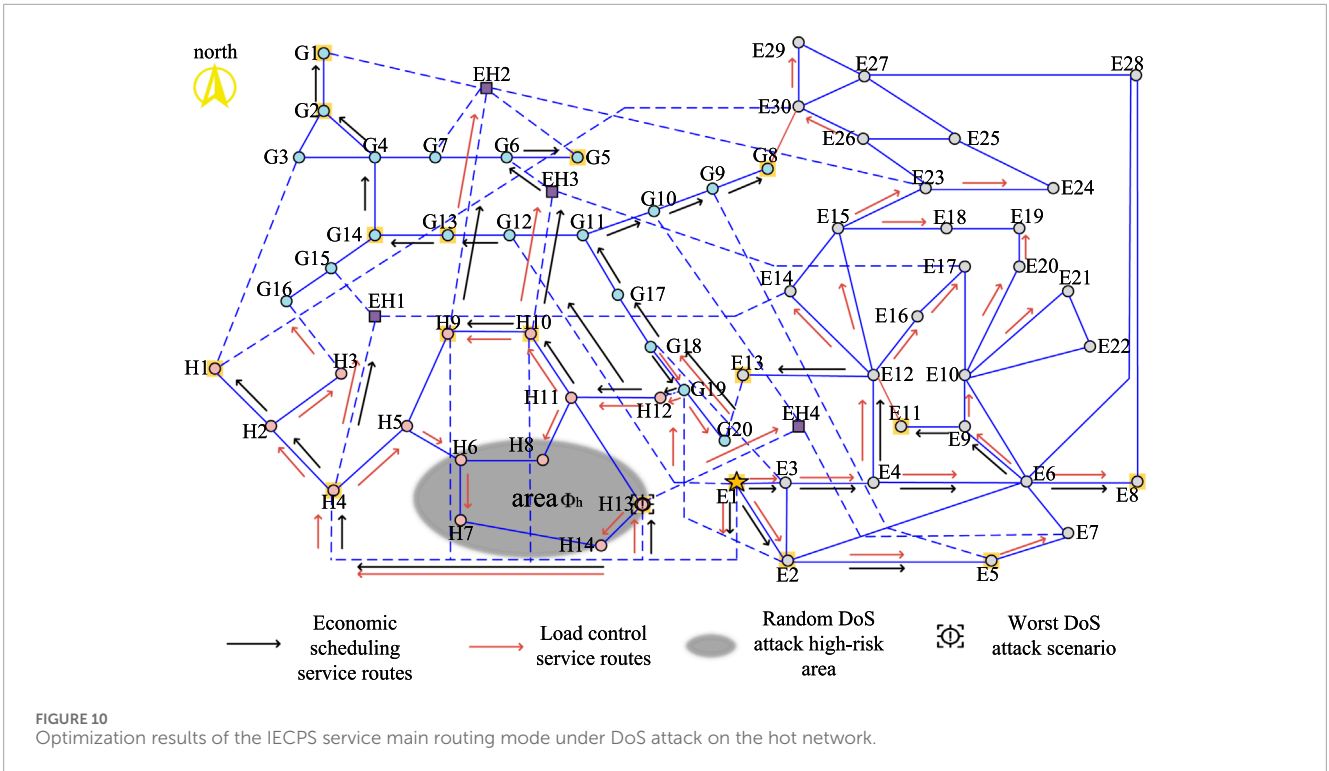 north
G1
EH2
E29
E27
E28
G2
E30
G3
G4
G7
G6
G5
G8
E26
E25
EH3
G9
E23
E24
G10
G14
G13
G12
G11
E15
E18
E19
G15
G16
EH1
G17
E14
E17
E20
E21
H9
H10
E16
E22
H1
H3
G18
E13
E12
E10
G19
H11
H12
H2
H5
G20
EH4
E11
E9
H6
H8
H4
area Φh
H13
E1
E3
E4
E6
E8
H7
H14
E7
E2
E5
Economic
scheduling
service routes
Load control
service routes
Random DoS
attack high-risk
area
Worst DoS
attack scenario
FIGURE 10
Optimization results of the IECPS service main routing mode under DoS attack on the hot network.